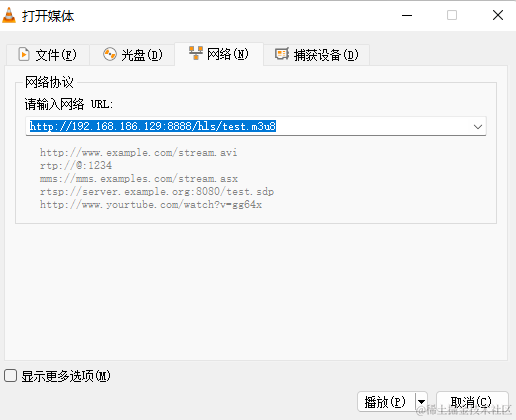 打开媒体
文件(F) 光盘(D) 网络(N) 捕获设备(D)
网络协议
请输入网络 URL:
http://192.168.186.129:8888/hls/test.m3u8
http://www.example.com/stream.avi
rtp://@:1234
mms://mms.examples.com/stream.asx
rtsp://server.example.org:8080/test.sdp
http://www.yourtube.com/watch?v=gg64x
显示更多选项(M)
播放(P) 取消(C)
@稀土掘金技术社区